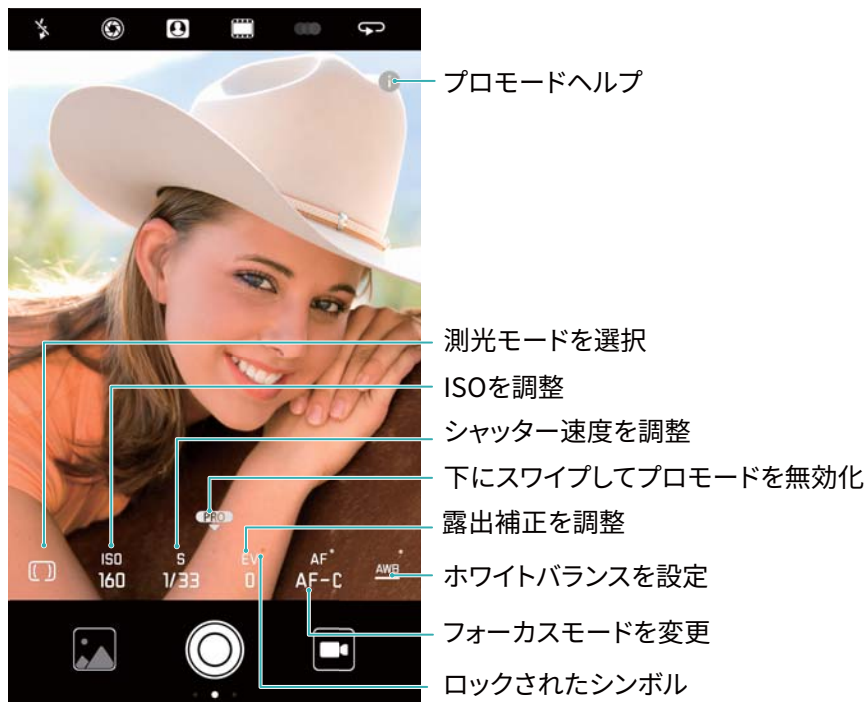 プロモードヘルプ
測光モードを選択
ISOを調整
シャッター速度を調整
下にスワイプしてプロモードを無効化
PRO
露出補正を調整
ISO S EV AF AWB
160 1/33 0 AF-C
ホワイトバランスを設定
フォーカスモードを変更
ロックされたシンボル